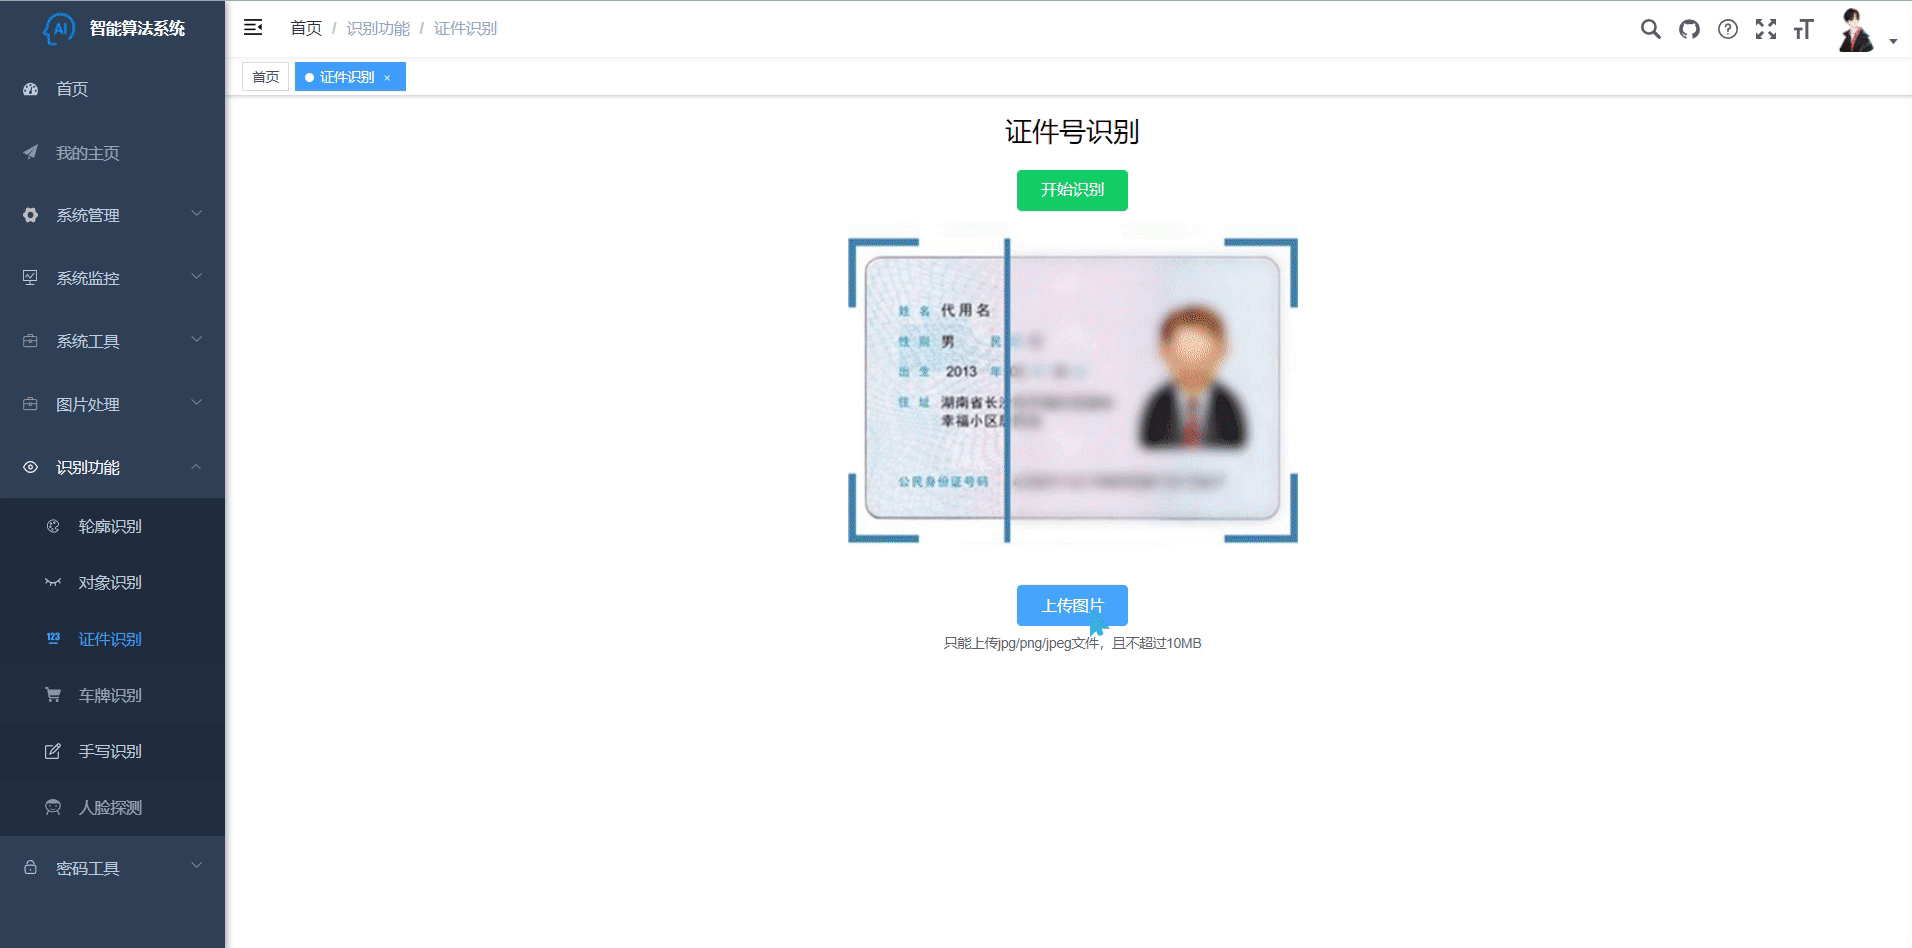 智能算法系统
首页
我的主页
系统管理
系统监控
系统工具
图片处理
识别功能
轮廓识别
对象识别
123 证件识别
车牌识别
手写识别
人脸探测
密码工具
首页 / 识别功能 / 证件识别
首页
证件识别 ×
证件号识别
开始识别
姓 名 代用名
性 别 男 民
出 生 2013 年
住 址 湖南省长沙
幸福小区
公民身份证号码
上传图片
只能上传jpg/png/jpeg文件，且不超过10MB